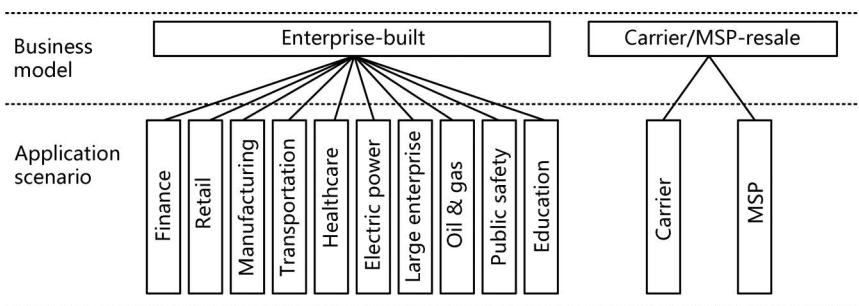 Business
model
Enterprise-built
Carrier/MSP-resale
Application
scenario
Finance
Retail
Manufacturing
Transportation
Healthcare
Electric power
Large enterprise
Oil & gas
Public safety
Education
Carrier
MSP